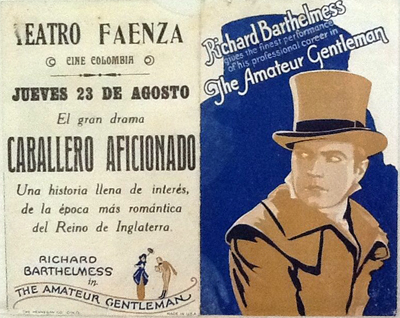 TEATRO FAENZA
CINE COLOMBIA
JUEVES 23 DE AGOSTO
El gran drama
CABALLERO AFICIONADO
Una historia llena de interés,
de la época más romántica
del Reino de Inglaterra.
RICHARD
BARTHELMESS
in
THE AMATEUR GENTLEMAN
MADE IN U.S.A.
Richard Barthelmess
gives the finest performance
of his professional career in
The Amateur Gentleman